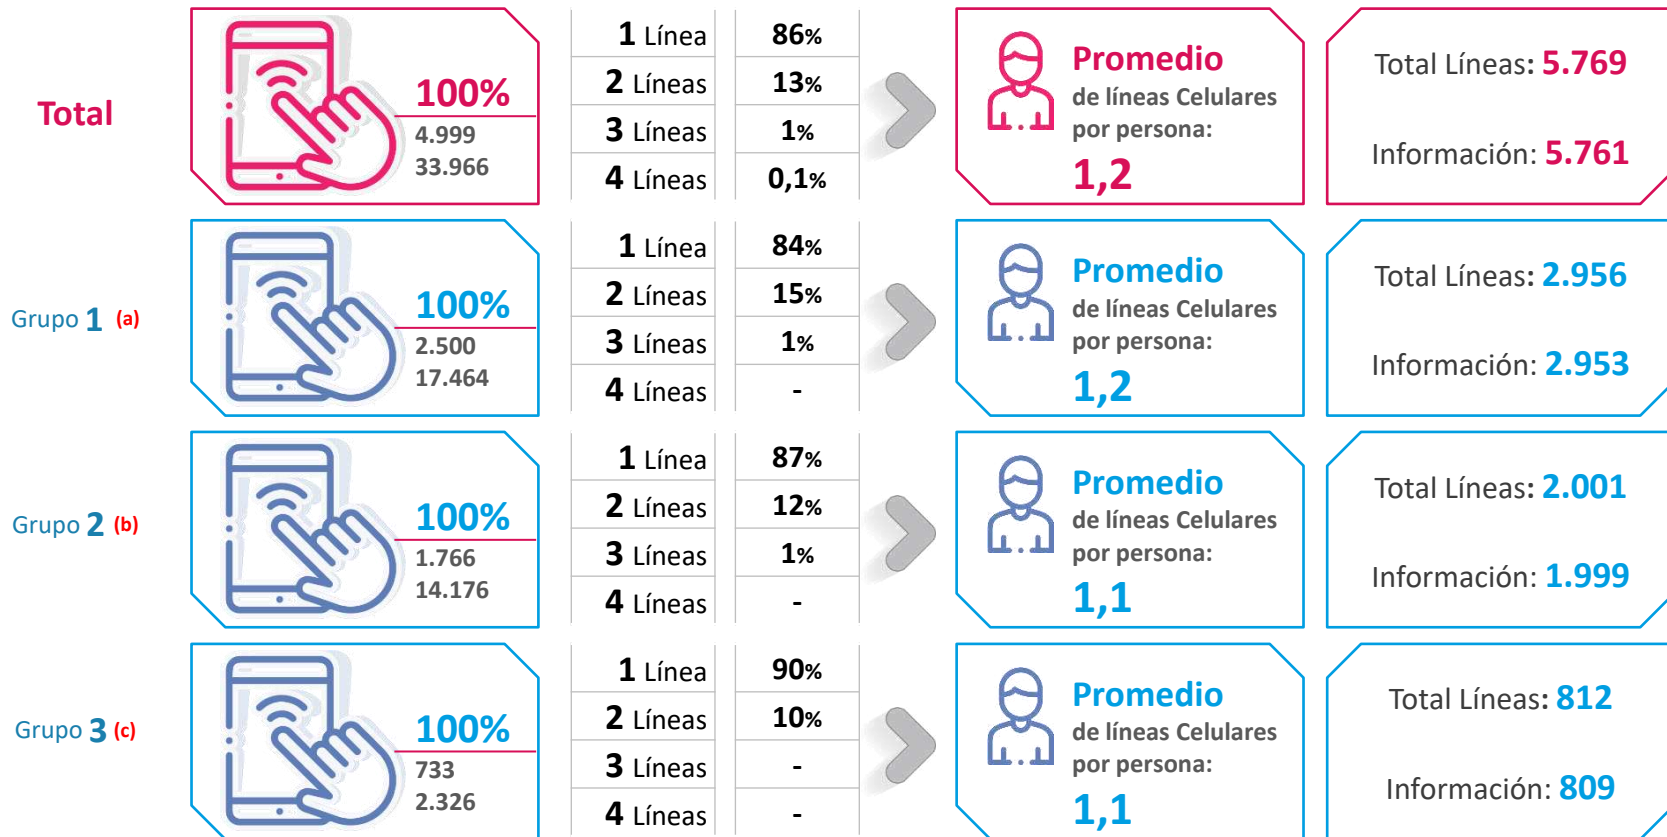 Total
100%
4.999
33.966
1 Línea 86%
2 Líneas 13%
3 Líneas 1%
4 Líneas 0,1%
Promedio
de líneas Celulares
por persona:
1,2
Total Líneas: 5.769
Información: 5.761
Grupo 1 (a)
100%
2.500
17.464
1 Línea 84%
2 Líneas 15%
3 Líneas 1%
4 Líneas -
Promedio
de líneas Celulares
por persona:
1,2
Total Líneas: 2.956
Información: 2.953
Grupo 2 (b)
100%
1.766
14.176
1 Línea 87%
2 Líneas 12%
3 Líneas 1%
4 Líneas -
Promedio
de líneas Celulares
por persona:
1,1
Total Líneas: 2.001
Información: 1.999
Grupo 3 (c)
100%
733
2.326
1 Línea 90%
2 Líneas 10%
3 Líneas -
4 Líneas -
Promedio
de líneas Celulares
por persona:
1,1
Total Líneas: 812
Información: 809